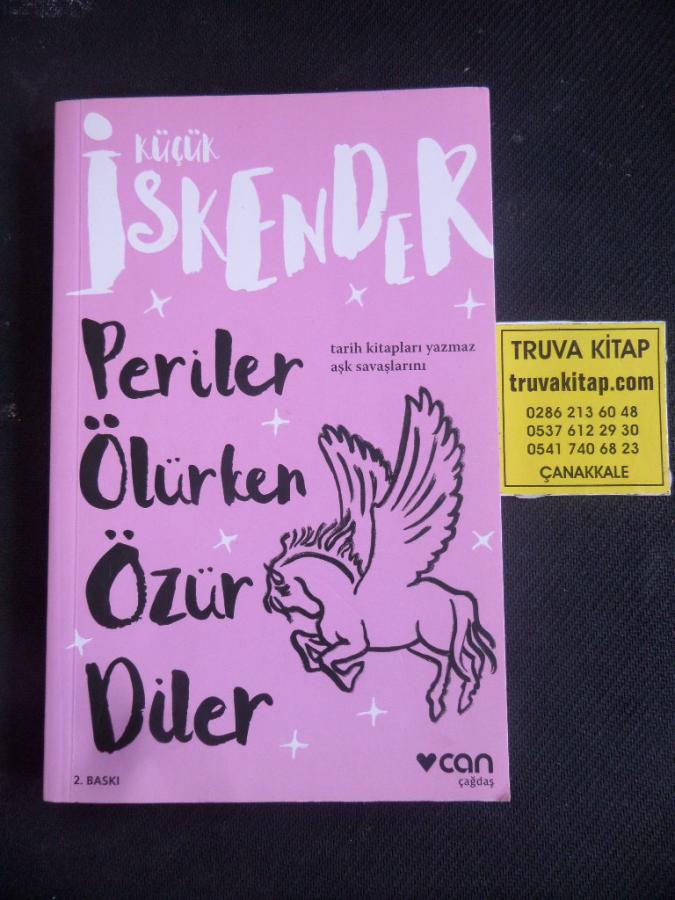 küçük
İSKENDER
Periler
Ölürken
Özür
Diler
tarih kitapları yazmaz
aşk savaşlarını
2. BASKI
can
çağdaş
TRUVA KİTAP
truvakitap.com
0286 213 60 48
0537 612 29 30
0541 740 68 23
ÇANAKKALE